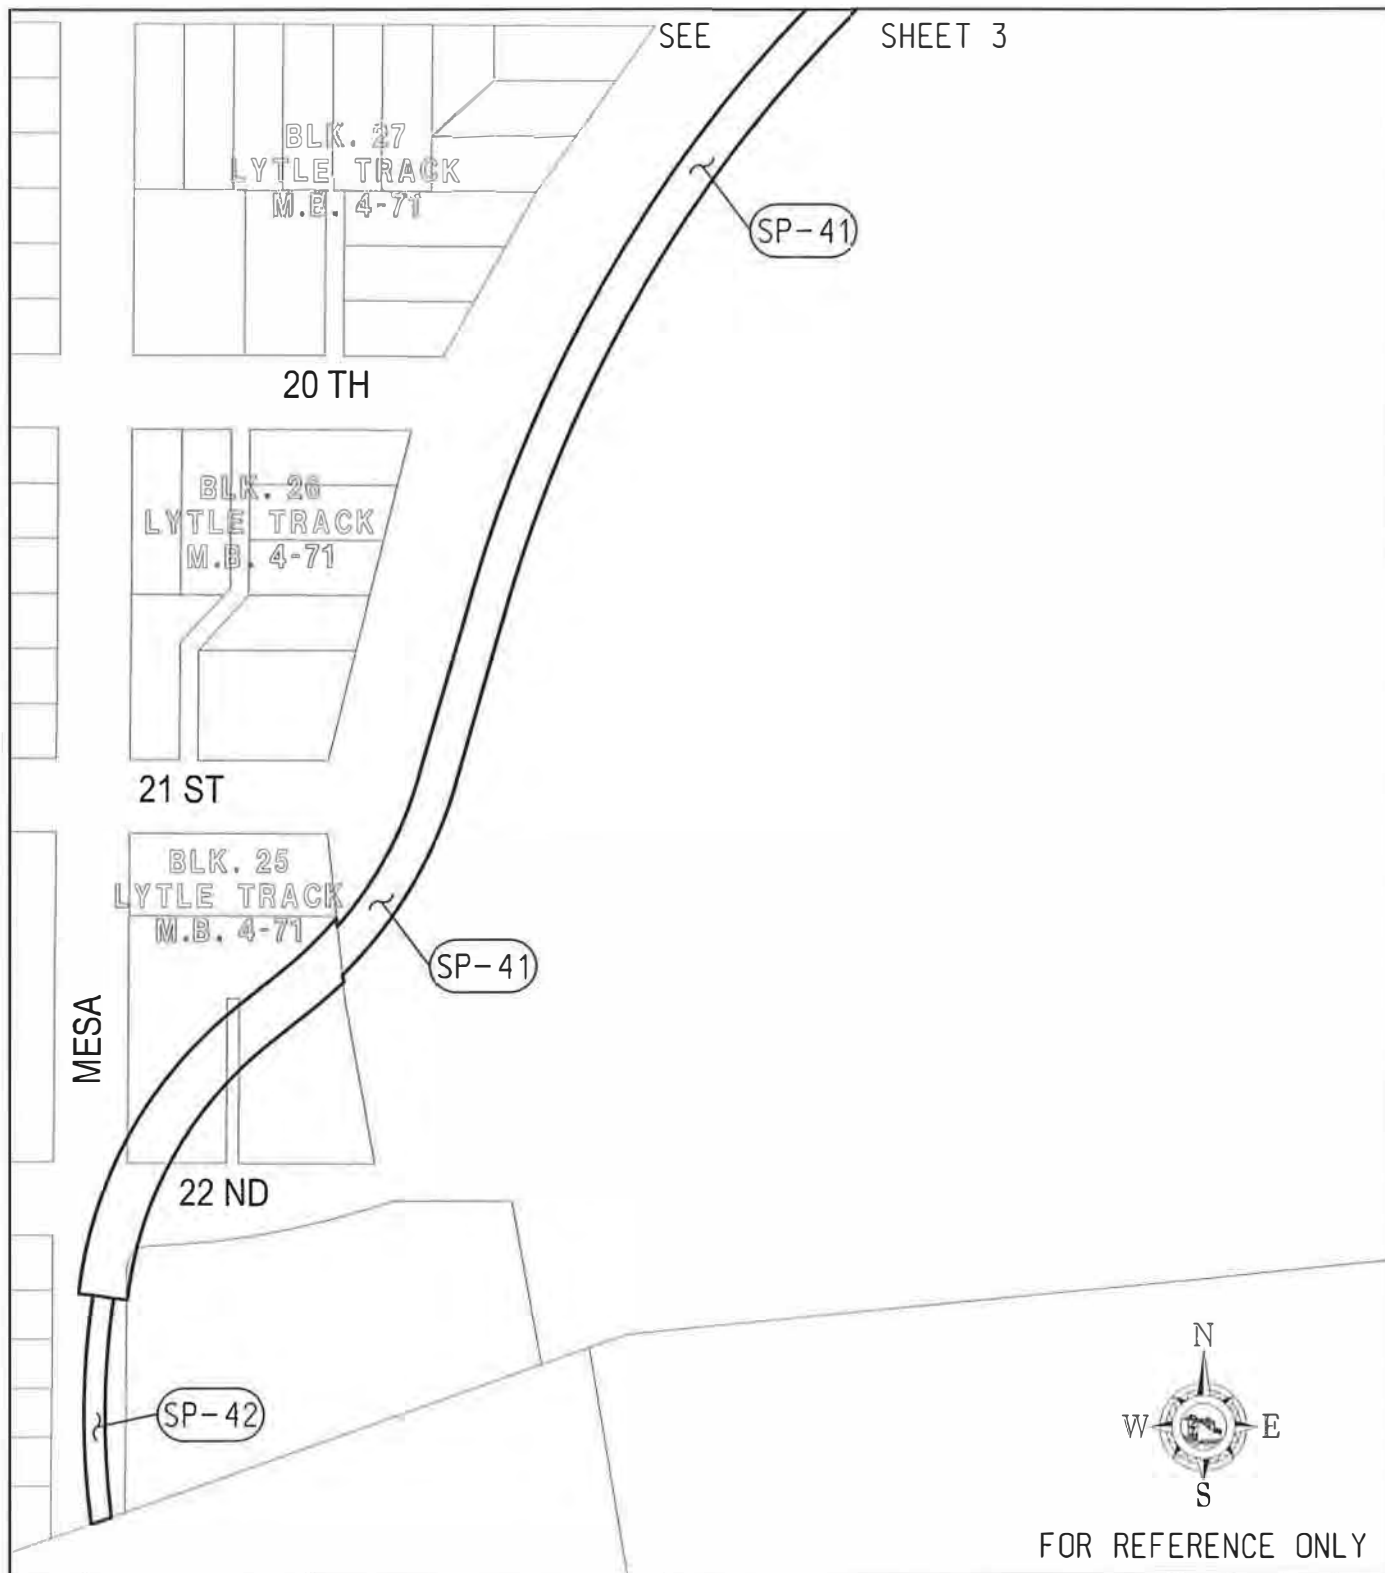 SEE SHEET 3
BLK. 27
LYTLE TRACK
M.B. 4-71
SP-41
20 TH
BLK. 26
LYTLE TRACK
M.B. 4-71
21 ST
BLK. 25
LYTLE TRACK
M.B. 4-71
SP-41
MESA
22 ND
SP-42
N
W E
S
FOR REFERENCE ONLY